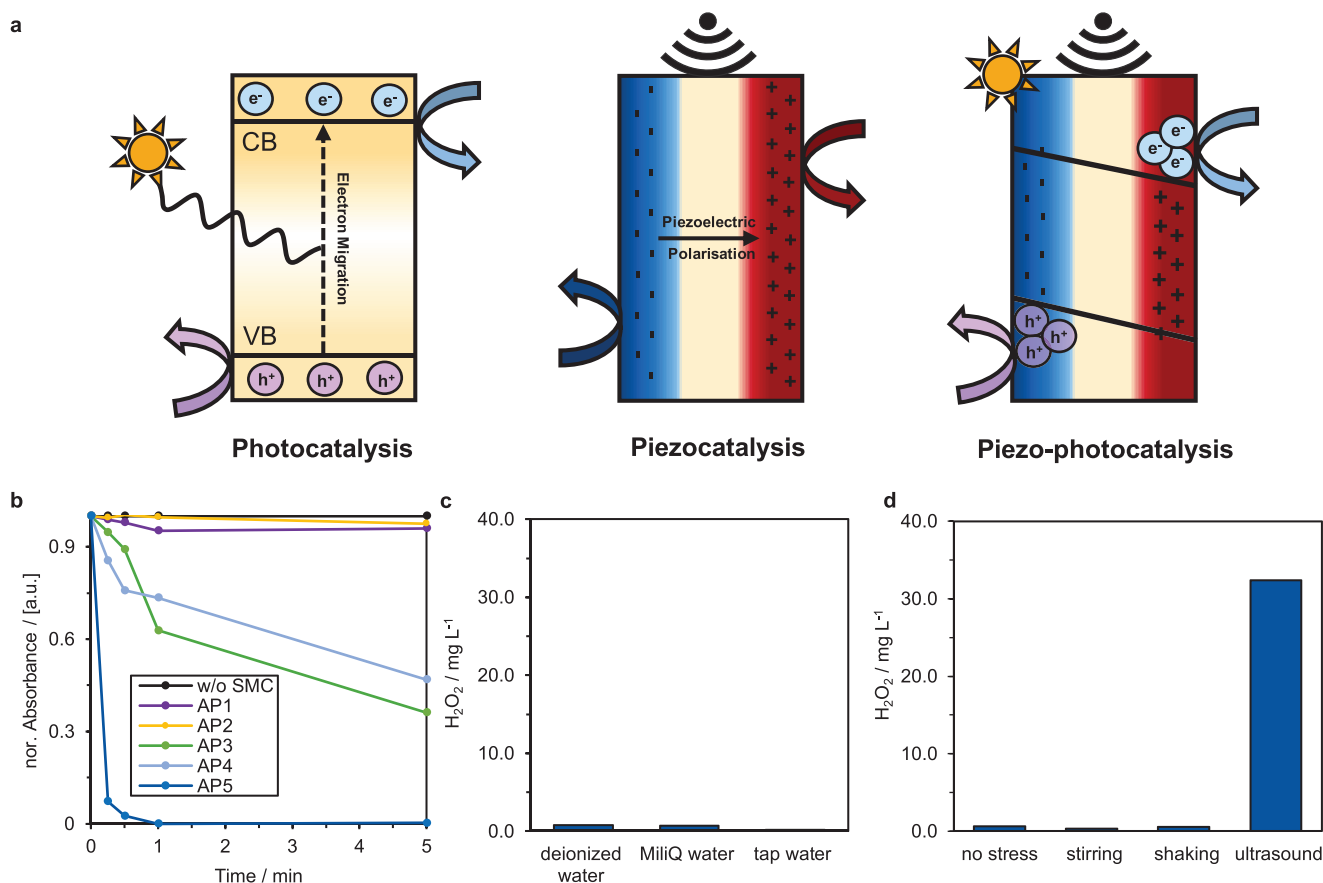 a
e-
e-
e-
CB
Electron Migration
VB
h+
h+
h+
Photocatalysis
Piezoelectric
Polarisation
Piezocatalysis
e-
e-
e-
h+
h+
h+
Piezo-photocatalysis
b
nor. Absorbance / [a.u.]
0.9
0.6
0.3
0
w/o SMC
AP1
AP2
AP3
AP4
AP5
0 1 2 3 4 5
Time / min
c
H₂O₂ / mg L⁻¹
40.0
30.0
20.0
10.0
0.0
deionized
water
MiliQ water
tap water
d
H₂O₂ / mg L⁻¹
40.0
30.0
20.0
10.0
0.0
no stress
stirring
shaking
ultrasound